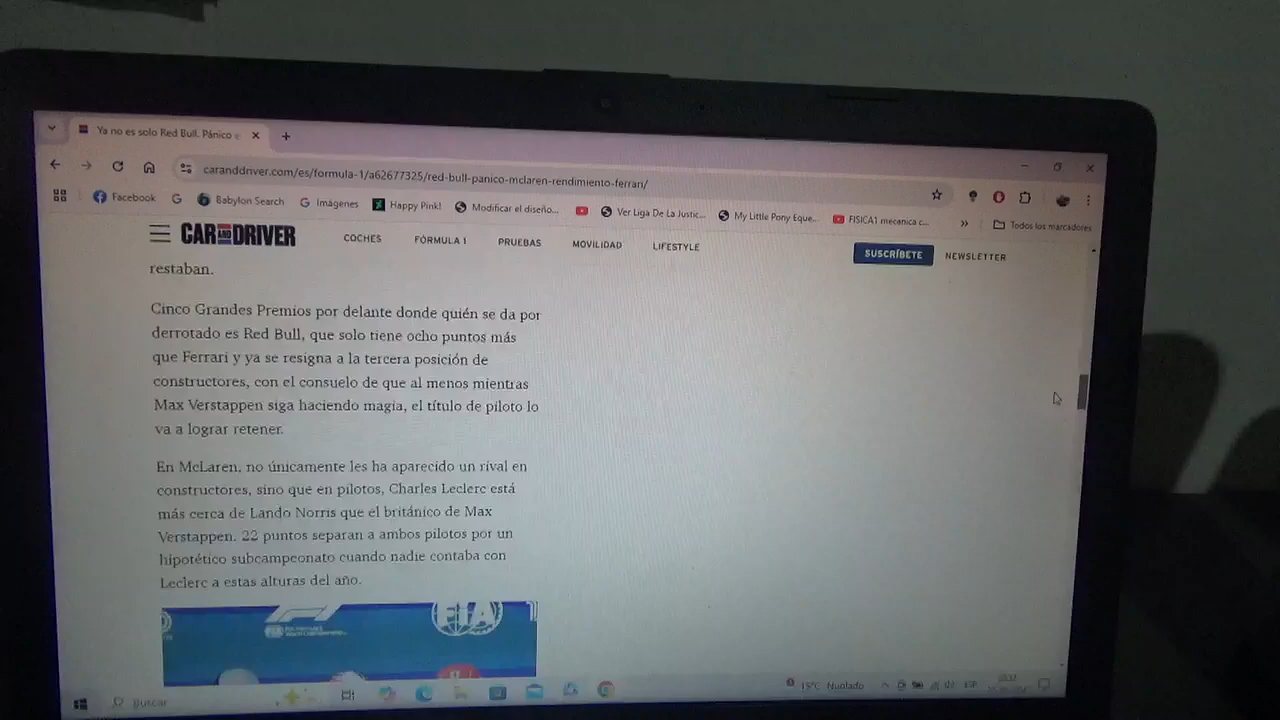 Ya no es solo Red Bull. Pánico e
caranddriver.com/es/formula-1/a62677325/red-bull-panico-mclaren-rendimiento-ferrari/
Facebook
Babylon Search
Imágenes
Happy Pink!
Modificar el diseño...
Ver Liga De La Justic...
My Little Pony Eque...
FISICA1 mecanica c...
»
Todos los marcadores
CAR AND DRIVER
COCHES
FÓRMULA 1
PRUEBAS
MOVILIDAD
LIFESTYLE
SUSCRÍBETE
NEWSLETTER
restaban.
Cinco Grandes Premios por delante donde quién se da por
derrotado es Red Bull, que solo tiene ocho puntos más
que Ferrari y ya se resigna a la tercera posición de
constructores, con el consuelo de que al menos mientras
Max Verstappen siga haciendo magia, el título de piloto lo
va a lograr retener.
En McLaren, no únicamente les ha aparecido un rival en
constructores, sino que en pilotos, Charles Leclerc está
más cerca de Lando Norris que el británico de Max
Verstappen. 22 puntos separan a ambos pilotos por un
hipotético subcampeonato cuando nadie contaba con
Leclerc a estas alturas del año.
F1
FIA
Buscar
15°C Nublado
ESP